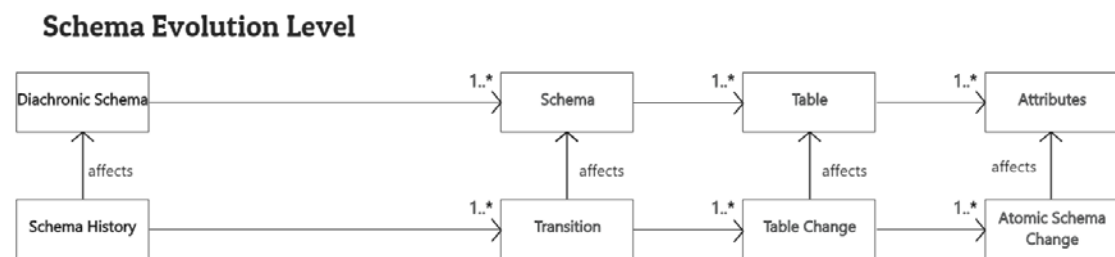 Schema Evolution Level
1..* 1..* 1..*
Diachronic Schema Schema Table Attributes
affects affects affects affects
1..* 1..* 1..*
Schema History Transition Table Change Atomic Schema
Change